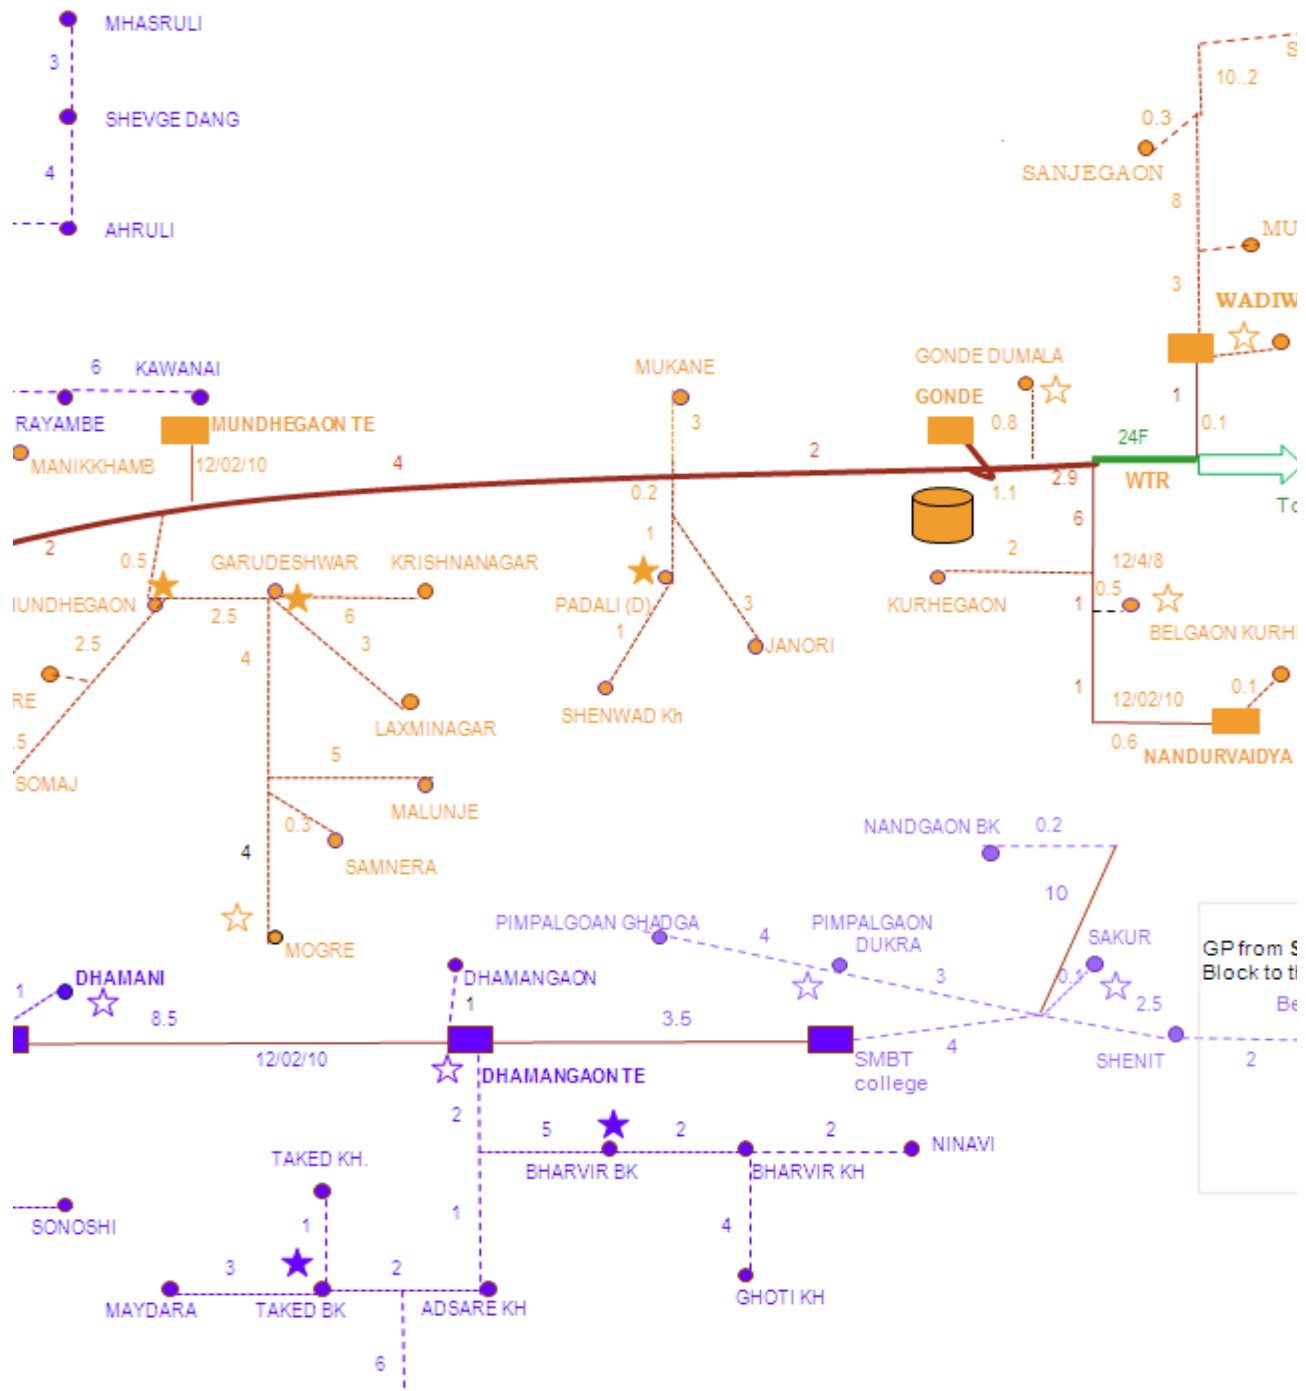 MHASRULI
3
SHEVGE DANG
4
AHRULI
S
10..2
0.3
SANJEGAON
8
MU
3
WADIW
6
KAWANAI
RAYAMBE
MUNDHEGAON TE
MANIKKHAMB
12/02/10
4
MUKANE
3
2
GONDE DUMALA
GONDE
0.8
1
24F
0.1
WTR
2.9
1.1
To
2
0.5
GARUDESHWAR
KRISHNANAGAR
0.2
1
6
2
12/4/8
0.5
1
IUNDHEGAON
2.5
6
PADALI (D)
KURHEGAON
BELGAON KURHE
2.5
4
3
1
3
JANORI
RE
LAXMINAGAR
SHENWAD Kh
1
12/02/10
0.1
0.6
NANDURVAIDYA
.5
SOMAJ
5
MALUNJE
0.3
4
SAMNERA
MOGRE
NANDGAON BK
0.2
10
PIMPALGOAN GHADGA
4
PIMPALGAON
DUKRA
SAKUR
GP from S
Block to th
Be
3
0.1
2.5
1
DHAMANI
DHAMANGAON
1
8.5
3.5
12/02/10
DHAMANGAON TE
SMBT
college
4
SHENIT
2
2
5
2
2
NINAVI
BHARVIR BK
BHARVIR KH
TAKED KH.
1
1
4
SONOSHI
3
2
MAYDARA
TAKED BK
ADSARE KH
GHOTI KH
6